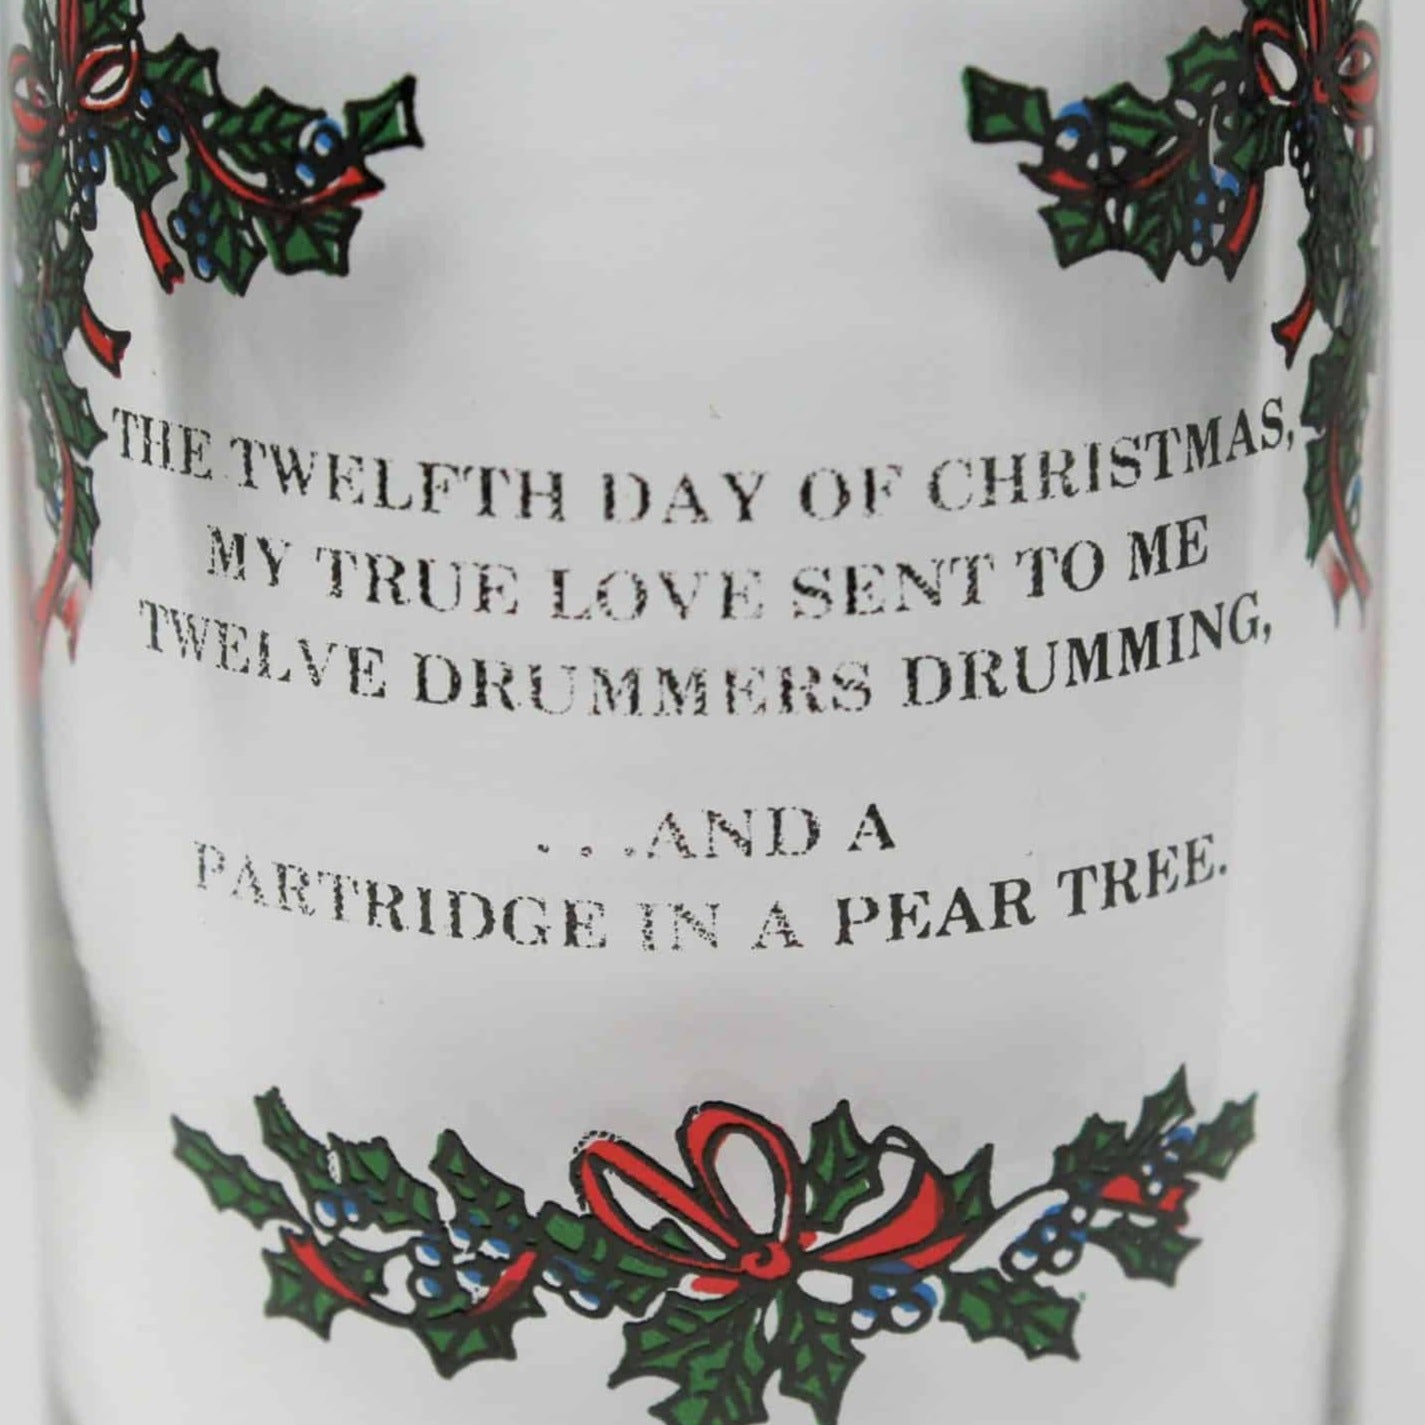 THE TWELFTH DAY OF CHRISTMAS,
MY TRUE LOVE SENT TO ME
TWELVE DRUMMERS DRUMMING,
...AND A
PARTRIDGE IN A PEAR TREE.